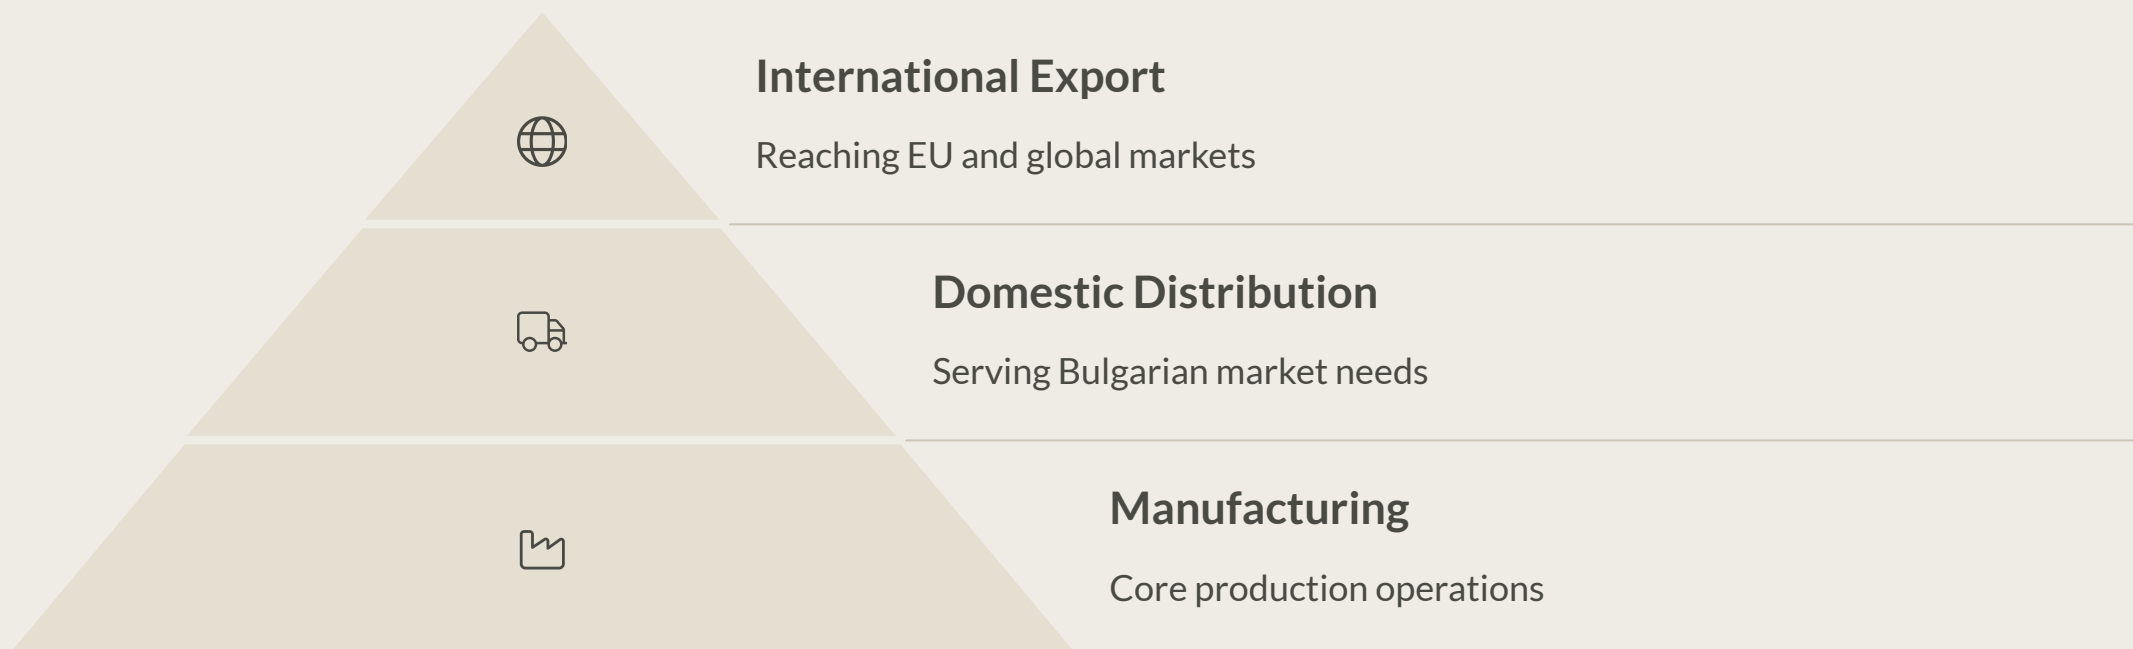 International Export
Reaching EU and global markets
Domestic Distribution
Serving Bulgarian market needs
Manufacturing
Core production operations